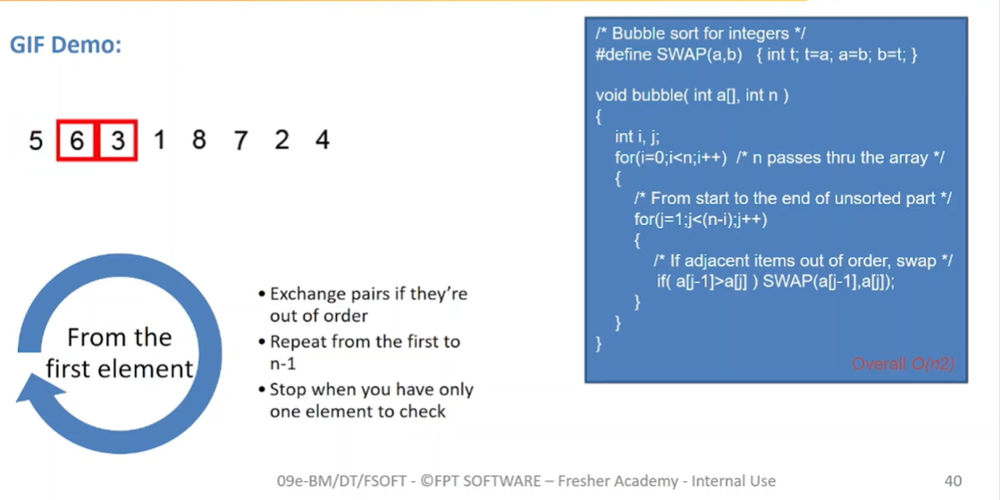 GIF Demo:
5 6 3 1 8 7 2 4
From the
first element
• Exchange pairs if they're
out of order
• Repeat from the first to
n-1
• Stop when you have only
one element to check
/* Bubble sort for integers */
#define SWAP(a,b) { int t; t=a; a=b; b=t; }
void bubble( int a[], int n )
{
int i, j;
for(i=0;i<n;i++) /* n passes thru the array */
{
/* From start to the end of unsorted part */
for(j=1;j<(n-i);j++)
{
/* If adjacent items out of order, swap */
if( a[j-1]>a[j] ) SWAP(a[j-1],a[j]);
}
}
}
Overall O(n2)
09e-BM/DT/FSOFT - ©FPT SOFTWARE – Fresher Academy - Internal Use
40